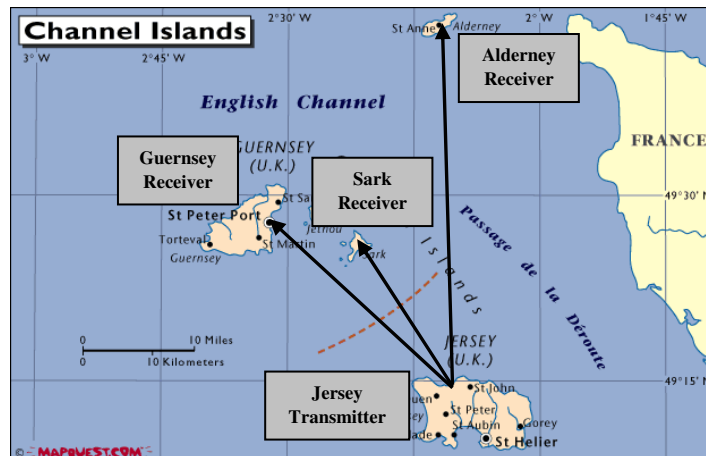 Channel Islands
2°30'
2° W
1°45' W
3° W
2°45'
St Anne
Alderney
(U.K.)
Alderney
Receiver
English Channel
FRANCE
GUERNSEY
(U.K.)
Guernsey
Receiver
Sark
Receiver
49°30'
St Sa
St Peter Port
Jethou
Torteval
St Martin
Sark
Guernsey
Islands
Passage de la Déroute
0 10 Miles
0 10 Kilometers
JERSEY
(U.K.)
49°15'
Jersey
Transmitter
St John
uen
St Peter
sey
Gorey
lade
St Aubin
St Helier
© MAPQUEST.COM